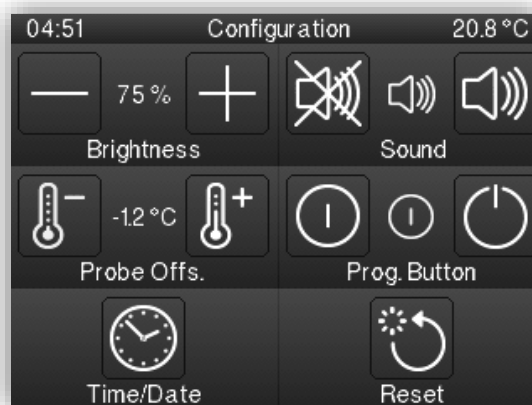 04:51 Configuration 20.8 °C
75 %
Brightness Sound
-1.2 °C
Probe Offs. Prog. Button
Time/Date Reset